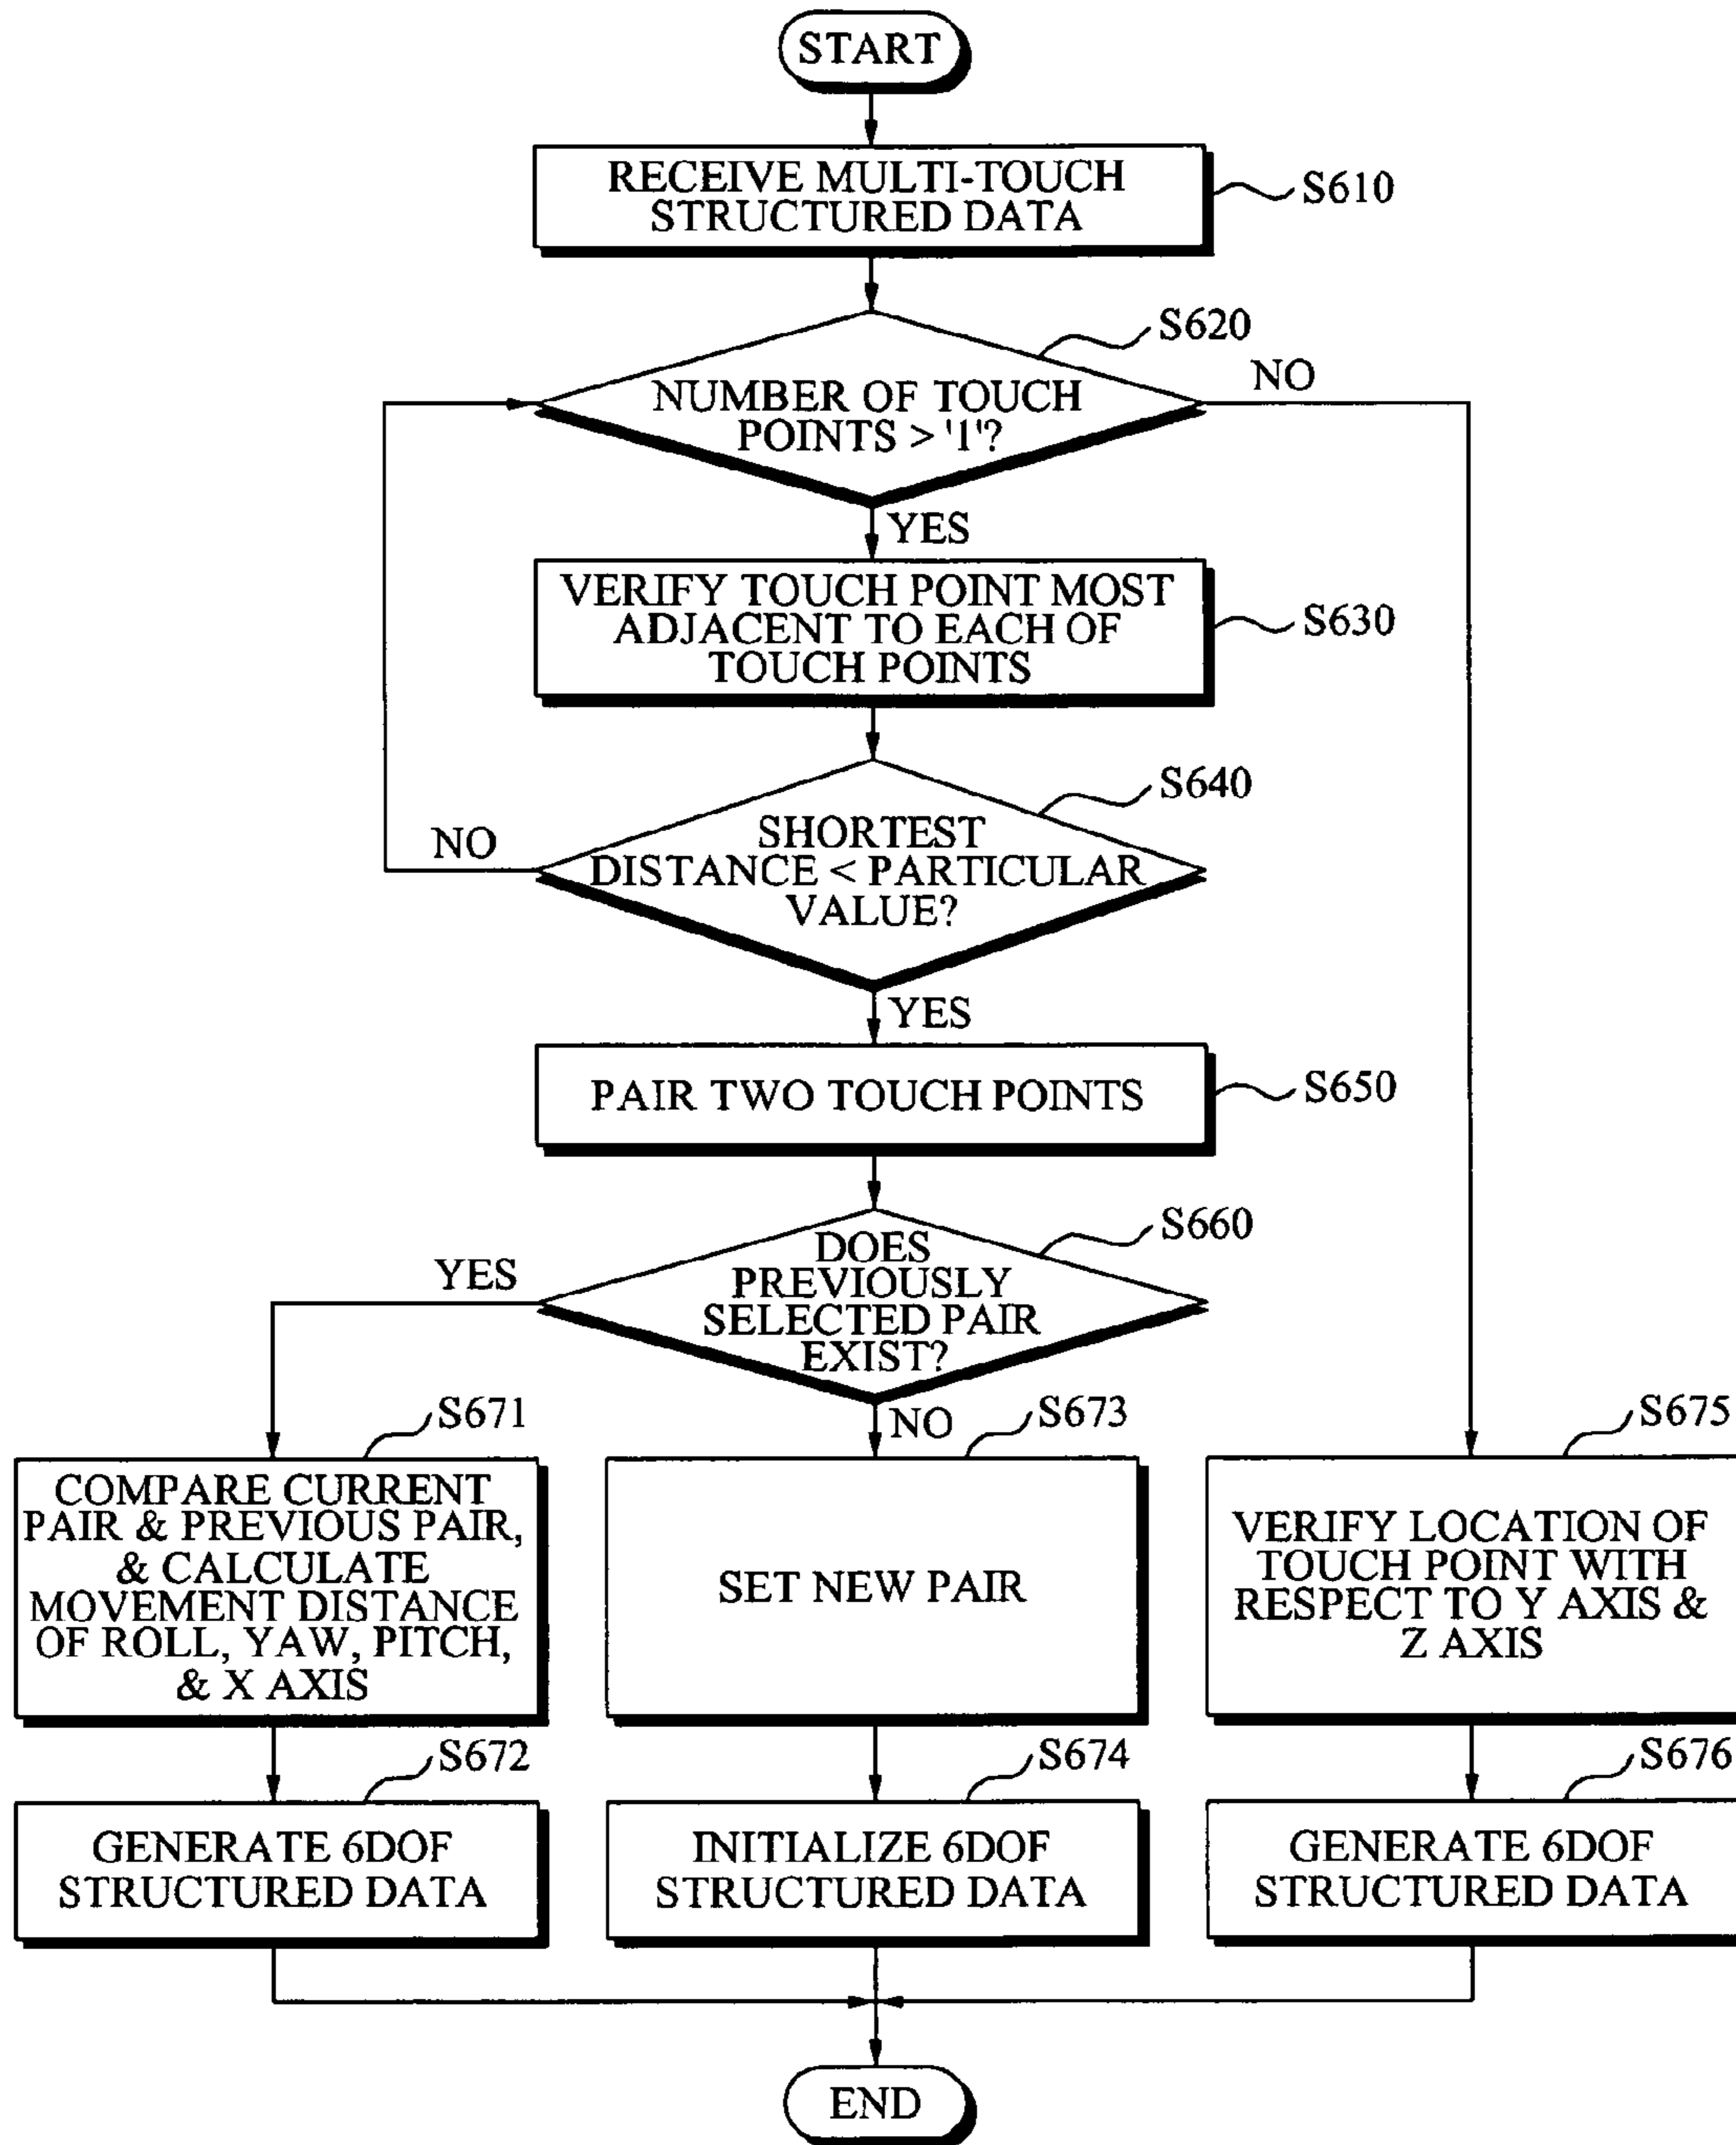 START
RECEIVE MULTI-TOUCH
STRUCTURED DATA
S610
S620
NUMBER OF TOUCH
POINTS > '1'?
NO
YES
VERIFY TOUCH POINT MOST
ADJACENT TO EACH OF
TOUCH POINTS
S630
S640
SHORTEST
DISTANCE < PARTICULAR
VALUE?
NO
YES
PAIR TWO TOUCH POINTS
S650
S660
DOES
PREVIOUSLY
SELECTED PAIR
EXIST?
YES
NO
S671
COMPARE CURRENT
PAIR & PREVIOUS PAIR,
& CALCULATE
MOVEMENT DISTANCE
OF ROLL, YAW, PITCH,
& X AXIS
S673
SET NEW PAIR
S675
VERIFY LOCATION OF
TOUCH POINT WITH
RESPECT TO Y AXIS &
Z AXIS
S672
GENERATE 6DOF
STRUCTURED DATA
S674
INITIALIZE 6DOF
STRUCTURED DATA
S676
GENERATE 6DOF
STRUCTURED DATA
END